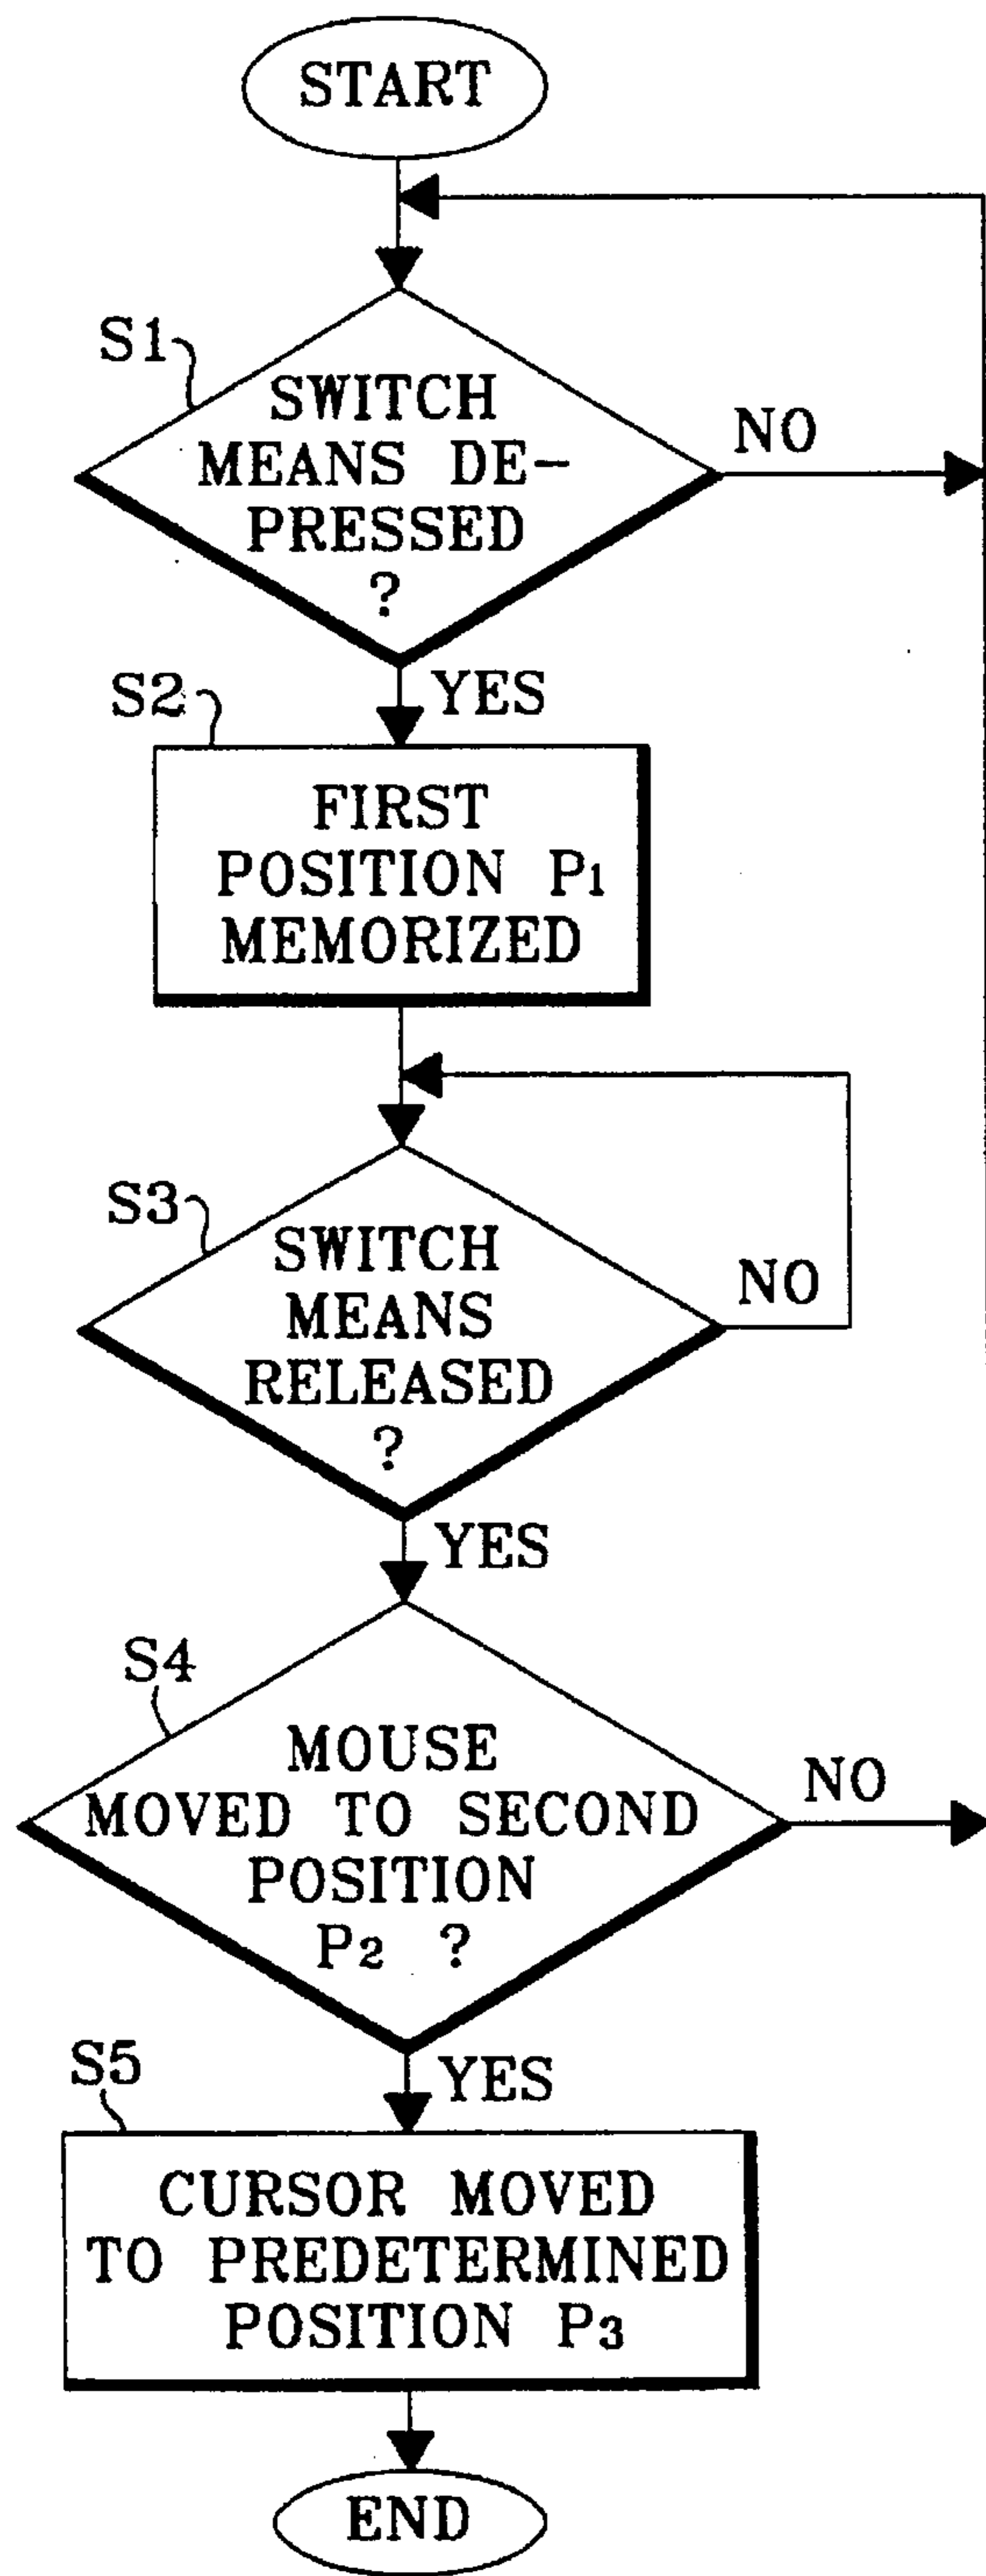 START
S1
SWITCH
MEANS DE-
PRESSED
?
NO
YES
S2
FIRST
POSITION P1
MEMORIZED
S3
SWITCH
MEANS
RELEASED
?
NO
YES
S4
MOUSE
MOVED TO SECOND
POSITION
P2 ?
NO
YES
S5
CURSOR MOVED
TO PREDETERMINED
POSITION P3
END